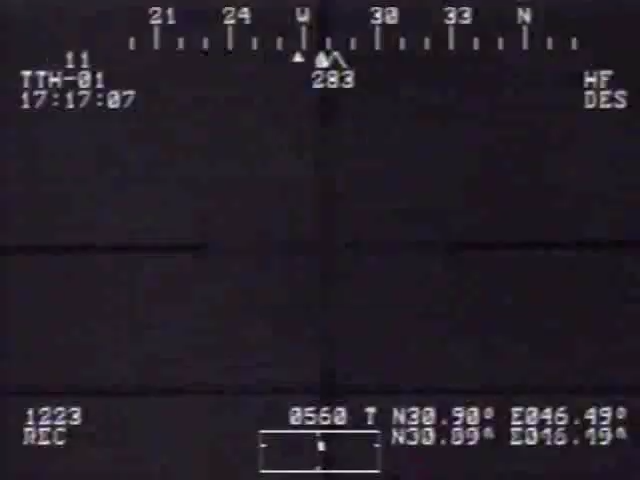 21 24 W 30 33 N
11
283
TTH-01
HF
17:17:07
DES
1223
0560 T N30.90° E046.49°
REC
N30.89° E046.49°